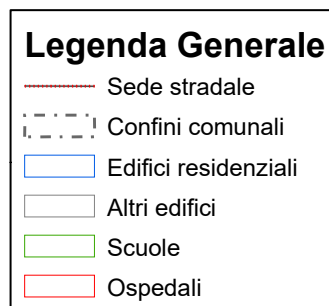 Legenda Generale
Sede stradale
Confini comunali
Edifici residenziali
Altri edifici
Scuole
Ospedali